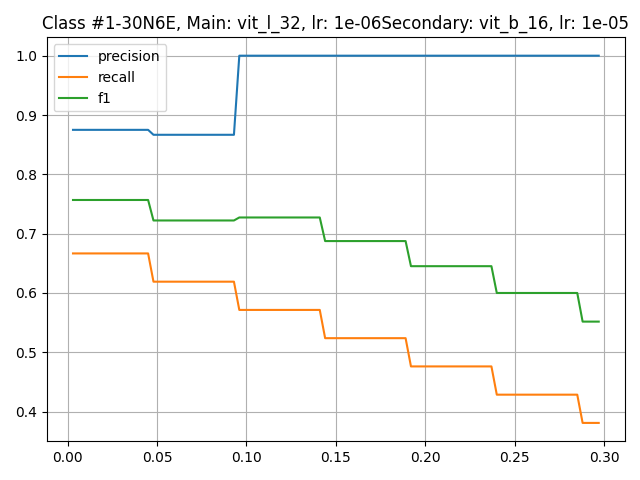 Class #1-30N6E, Main: vit_l_32, lr: 1e-06Secondary: vit_b_16, lr: 1e-05
precision
recall
f1
1.0
0.9
0.8
0.7
0.6
0.5
0.4
0.00 0.05 0.10 0.15 0.20 0.25 0.30